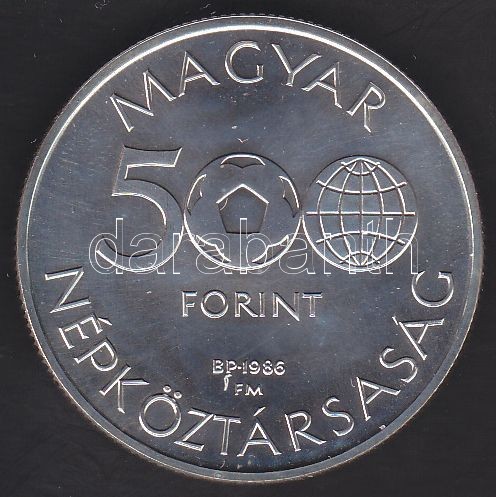 MAGYAR
500
FORINT
BP·1986
FM
NÉPKÖZTÁRSASÁG
darabanth